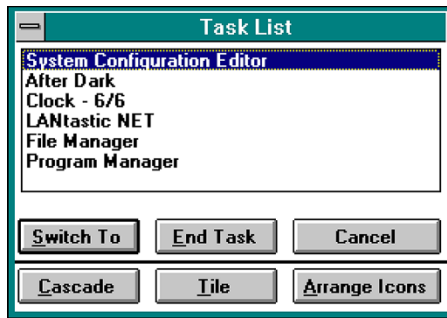 Task List
System Configuration Editor
After Dark
Clock - 6/6
LANtastic NET
File Manager
Program Manager
Switch To End Task Cancel
Cascade Tile Arrange Icons